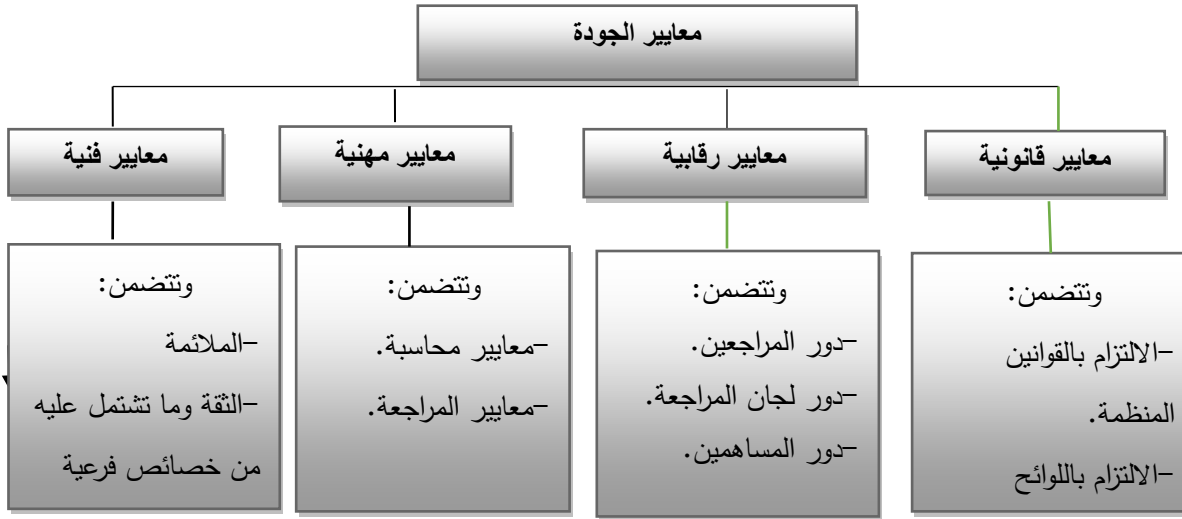 معايير الجودة
معايير قانونية
معايير رقابية
معايير مهنية
معايير فنية
وتتضمن:
-الالتزام بالقوانين
المنظمة.
-الالتزام باللوائح
وتتضمن:
-دور المراجعين.
-دور لجان المراجعة.
-دور المساهمين.
وتتضمن:
-معايير محاسبة.
-معايير المراجعة.
وتتضمن:
-الملائمة
-الثقة وما تشتمل عليه
من خصائص فرعية